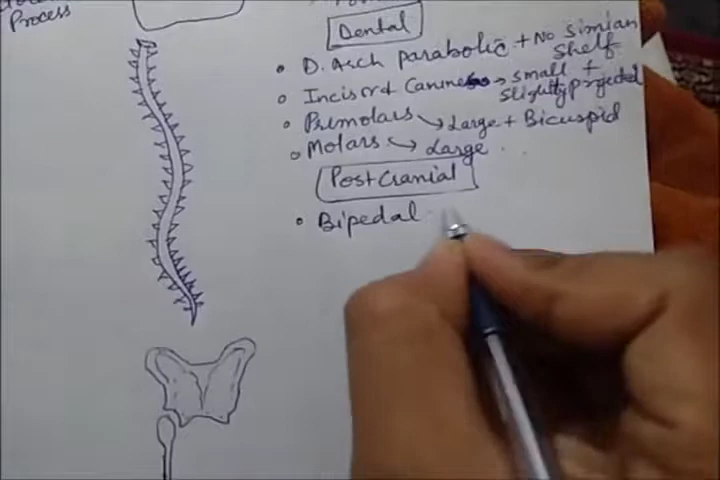 Process
Dental
D. Arch parabolic + No simian
shelf
Incisor & Canines → small +
slightly projected
Premolars → Large + Bicuspid
Molars → Large
Post Cranial
Bipedal